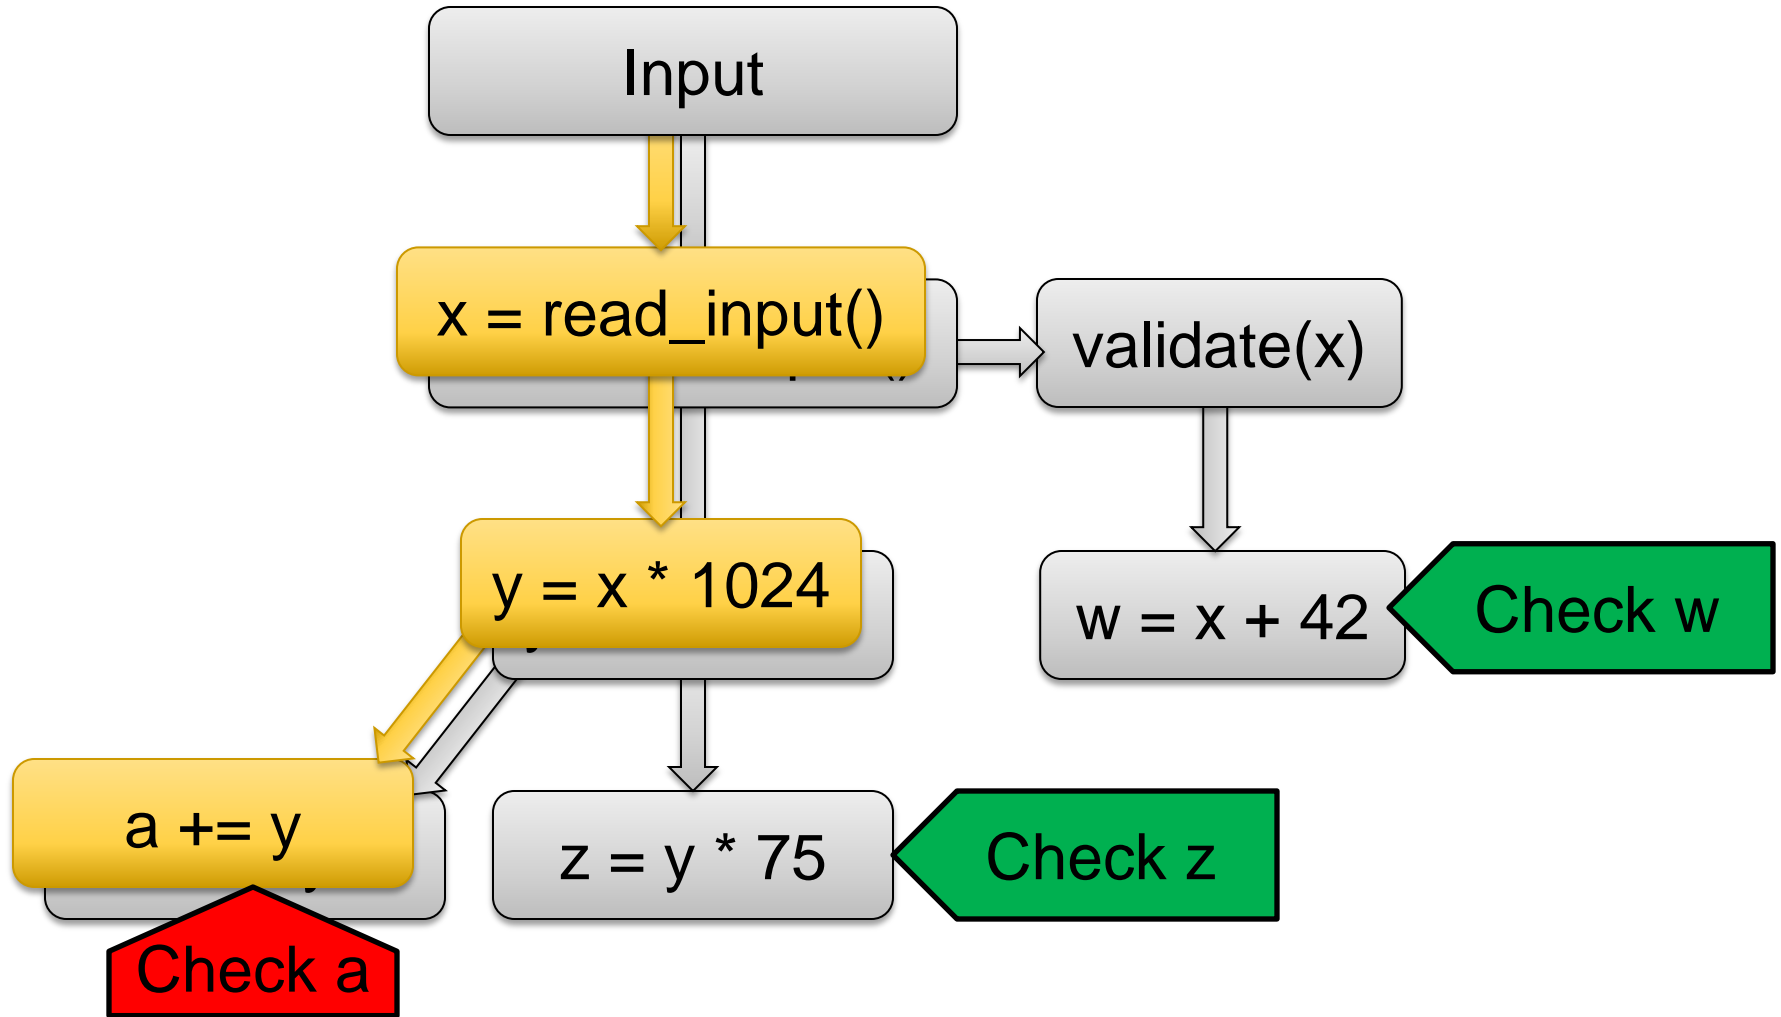 Input
x = read_input()
validate(x)
y = x * 1024
w = x + 42
Check w
a += y
z = y * 75
Check z
Check a